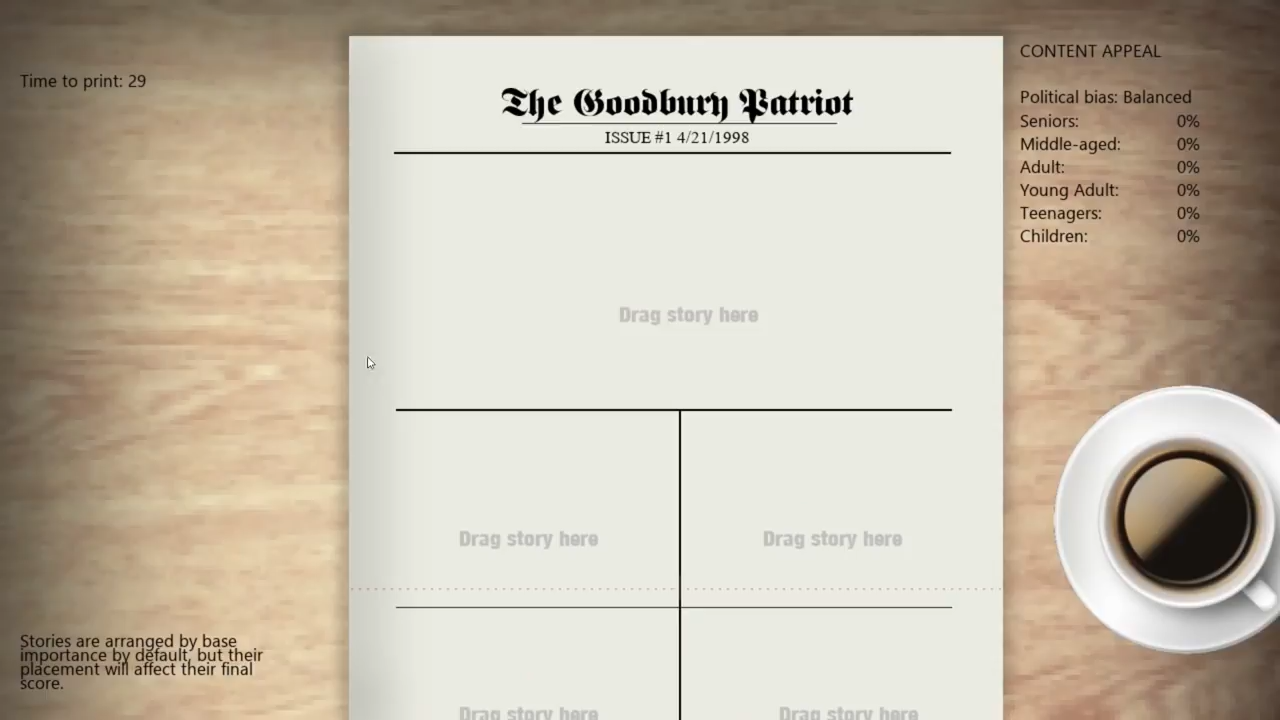 Time to print: 29
The Goodbury Patriot
ISSUE #1 4/21/1998
Drag story here
Drag story here
Drag story here
Drag story here
Drag story here
CONTENT APPEAL
Political bias: Balanced
Seniors: 0%
Middle-aged: 0%
Adult: 0%
Young Adult: 0%
Teenagers: 0%
Children: 0%
Stories are arranged by base
importance by default, but their
placement will affect their final
score.